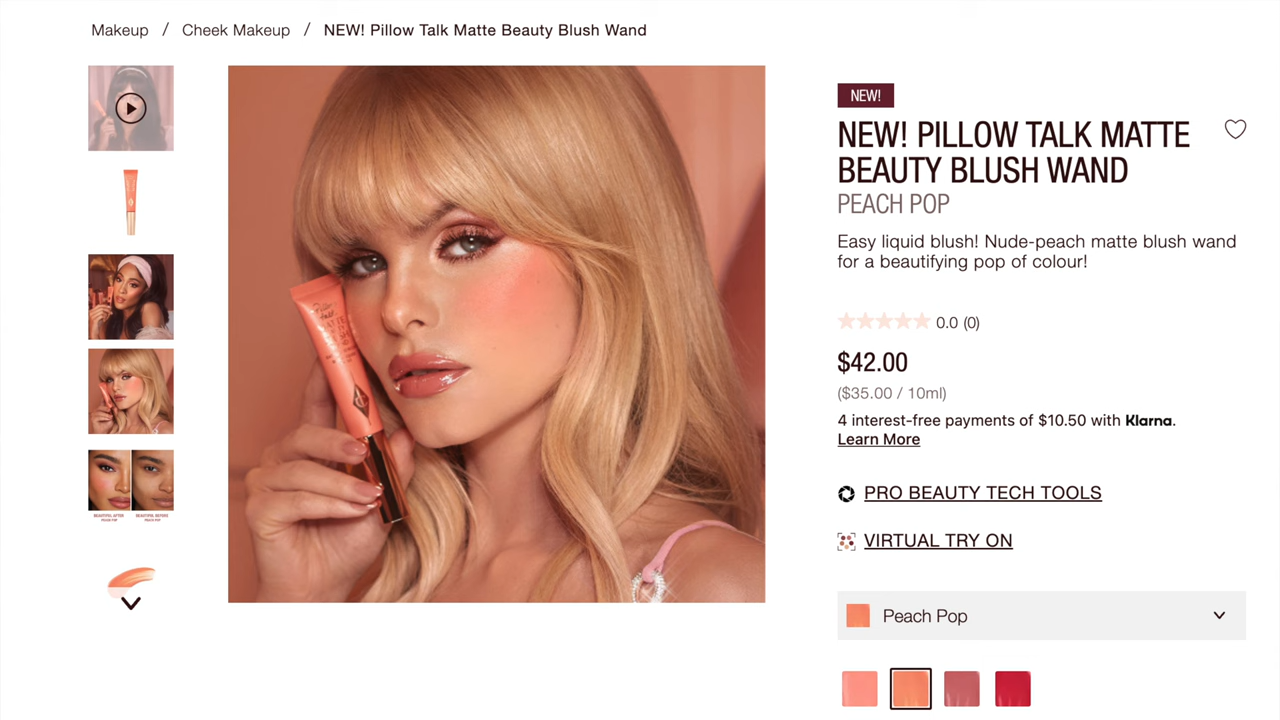 Makeup / Cheek Makeup / NEW! Pillow Talk Matte Beauty Blush Wand
NEW!
NEW! PILLOW TALK MATTE
BEAUTY BLUSH WAND
PEACH POP
Easy liquid blush! Nude-peach matte blush wand
for a beautifying pop of colour!
0.0 (0)
$42.00
($35.00 / 10ml)
4 interest-free payments of $10.50 with Klarna.
Learn More
PRO BEAUTY TECH TOOLS
VIRTUAL TRY ON
Peach Pop